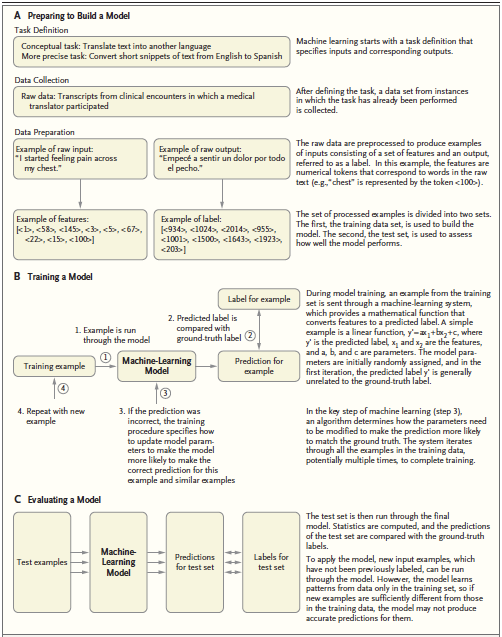 A Preparing to Build a Model
Task Definition
Conceptual task: Translate text into another language
More precise task: Convert short snippets of text from English to Spanish
Machine learning starts with a task definition that
specifies inputs and corresponding outputs.
Data Collection
Raw data: Transcripts from clinical encounters in which a medical
translator participated
After defining the task, a data set from instances
in which the task has already been performed
is collected.
Data Preparation
Example of raw input:
“I started feeling pain across
my chest.”
Example of raw output:
“Empecé a sentir un dolor por todo
el pecho.”
The raw data are preprocessed to produce examples
of inputs consisting of a set of features and an output,
referred to as a label. In this example, the features are
numerical tokens that correspond to words in the raw
text (e.g., “chest” is represented by the token <100>).
Example of features:
[<1>, <58>, <145>, <3>, <5>, <67>,
<22>, <15>, <100>]
Example of label:
[<934>, <1024>, <2014>, <955>,
<1001>, <1500>, <1643>, <1923>,
<203>]
The set of processed examples is divided into two sets.
The first, the training data set, is used to build the
model. The second, the test set, is used to assess
how well the model performs.
B Training a Model
Label for example
2. Predicted label is
compared with
ground-truth label
2
1. Example is run
through the model
1
Training example
Machine-Learning
Model
Prediction for
example
4
3
4. Repeat with new
example
3. If the prediction was
incorrect, the training
procedure specifies how
to update model param-
eters to make the model
more likely to make the
correct prediction for this
example and similar examples
During model training, an example from the training
set is sent through a machine-learning system,
which provides a mathematical function that
converts features to a predicted label. A simple
example is a linear function, y'=ax₁+bx₂+c, where
y' is the predicted label, x₁ and x₂ are the features,
and a, b, and c are parameters. The model para-
meters are initially randomly assigned, and in the
first iteration, the predicted label y' is generally
unrelated to the ground-truth label.
In the key step of machine learning (step 3),
an algorithm determines how the parameters need
to be modified to make the prediction more likely
to match the ground truth. The system iterates
through all the examples in the training data,
potentially multiple times, to complete training.
C Evaluating a Model
Test examples
Machine-
Learning
Model
Predictions
for test set
Labels for
test set
The test set is then run through the final
model. Statistics are computed, and the predictions
of the test set are compared with the ground-truth
labels.
To apply the model, new input examples, which
have not been previously labeled, can be run
through the model. However, the model learns
patterns from data only in the training set, so if
new examples are sufficiently different from those
in the training data, the model may not produce
accurate predictions for them.